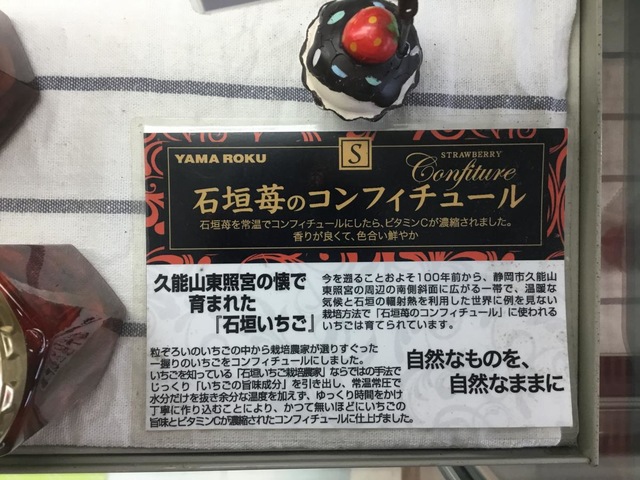 YAMA ROKU
S
STRAWBERRY
Confiture
石垣苺のコンフィチュール
石垣苺を常温でコンフィチュールにしたら、ビタミンCが濃縮されました。
香りが良くて、色合い鮮やか
久能山東照宮の懐で
育まれた
『石垣いちご』
今を遡ることおよそ100年前から、静岡市久能山
東照宮の周辺の南側斜面に広がる一帯で、温暖な
気候と石垣の輻射熱を利用した世界に例を見ない
栽培方法で「石垣苺のコンフィチュール」に使われる
いちごは育てられています。
粒ぞろいのいちごの中から栽培農家が選りすぐった
一握りのいちごをコンフィチュールにしました。
いちごを知っている「石垣いちご栽培農家」ならではの手法で
じっくり「いちごの旨味成分」を引き出し、常温常圧で
水分だけを抜き余分な温度を加えず、ゆっくり時間をかけ
丁寧に作り込むことにより、かつて無いほどにいちごの
旨味とビタミンCが濃縮されたコンフィチュールに仕上げました。
自然なものを、
自然なままに